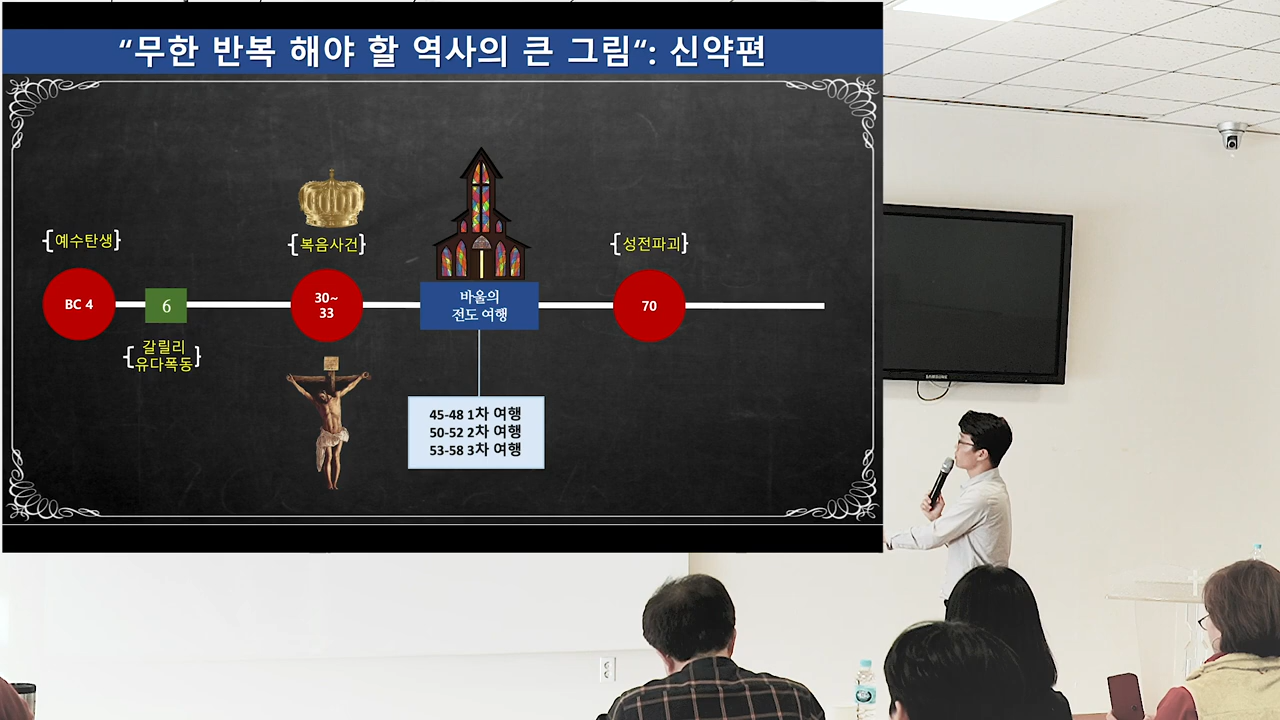 “무한 반복 해야 할 역사의 큰 그림“: 신약편
{예수탄생}
BC 4
6
{갈릴리
유다폭동}
{복음사건}
30~
33
바울의
전도 여행
45-48 1차 여행
50-52 2차 여행
53-58 3차 여행
{성전파괴}
70
SAMSUNG